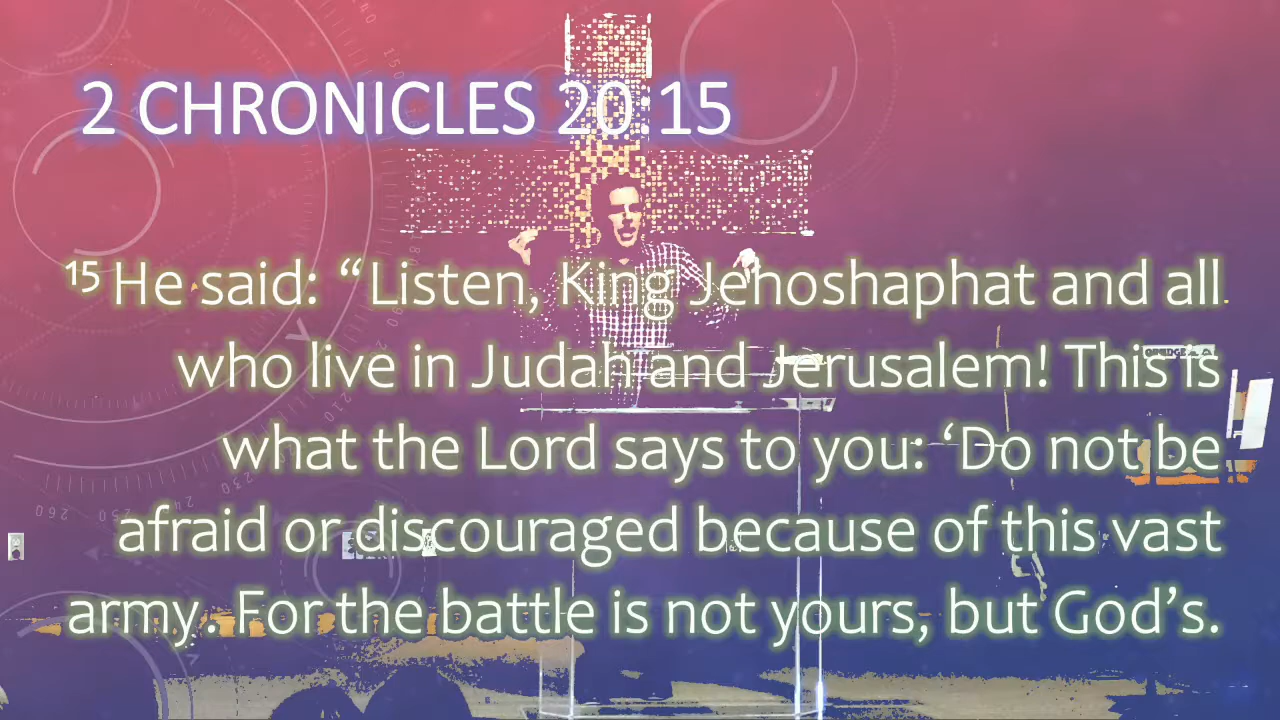 2 CHRONICLES 20:15
¹⁵ He said: “Listen, King Jehoshaphat and all
who live in Judah and Jerusalem! This is
what the Lord says to you: ‘Do not be
afraid or discouraged because of this vast
army. For the battle is not yours, but God’s.